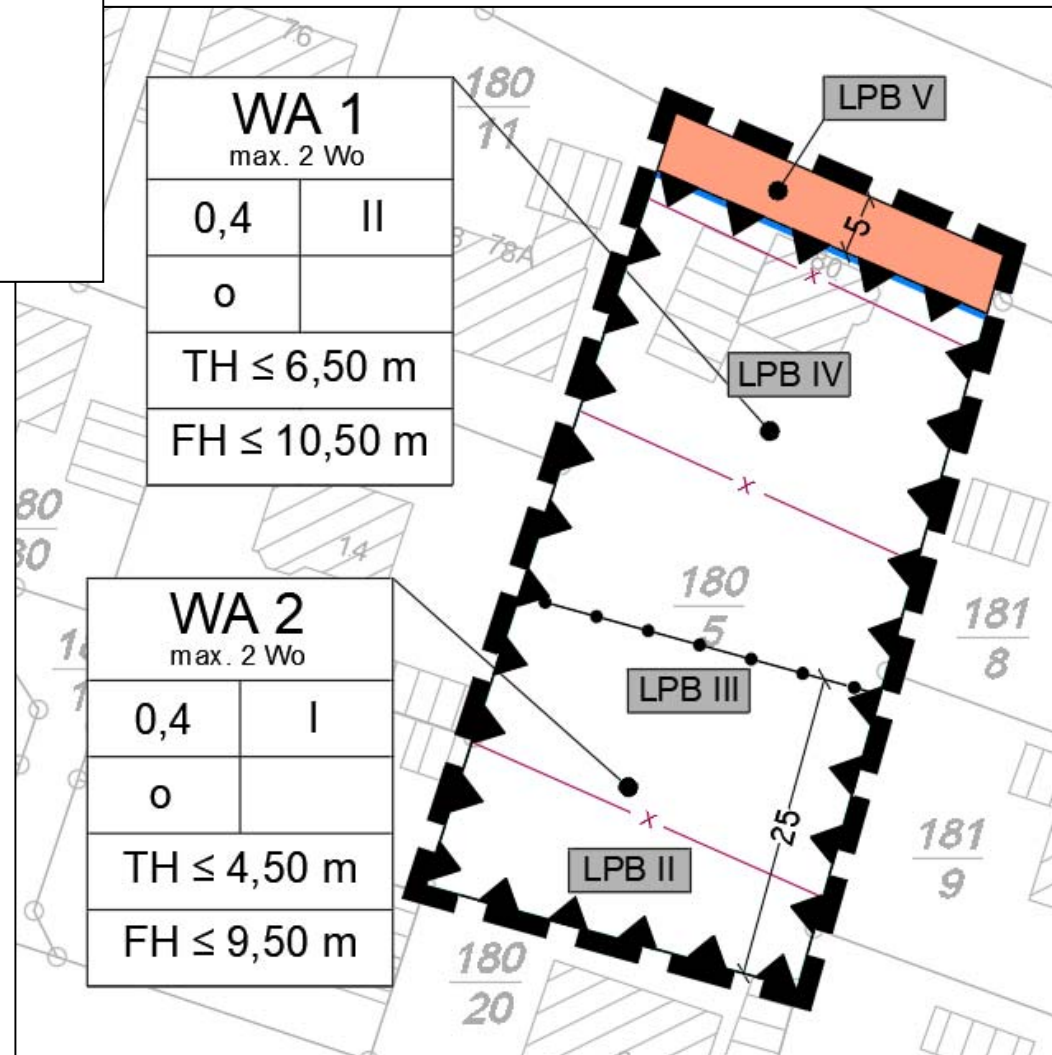 76
180
11
LPB V
WA 1
max. 2 Wo
0,4 II
o
TH ≤ 6,50 m
FH ≤ 10,50 m
78A
5
80
x
LPB IV
x
80
30
14
180
5
181
8
WA 2
max. 2 Wo
0,4 I
o
TH ≤ 4,50 m
FH ≤ 9,50 m
LPB III
25
x
LPB II
181
9
180
20